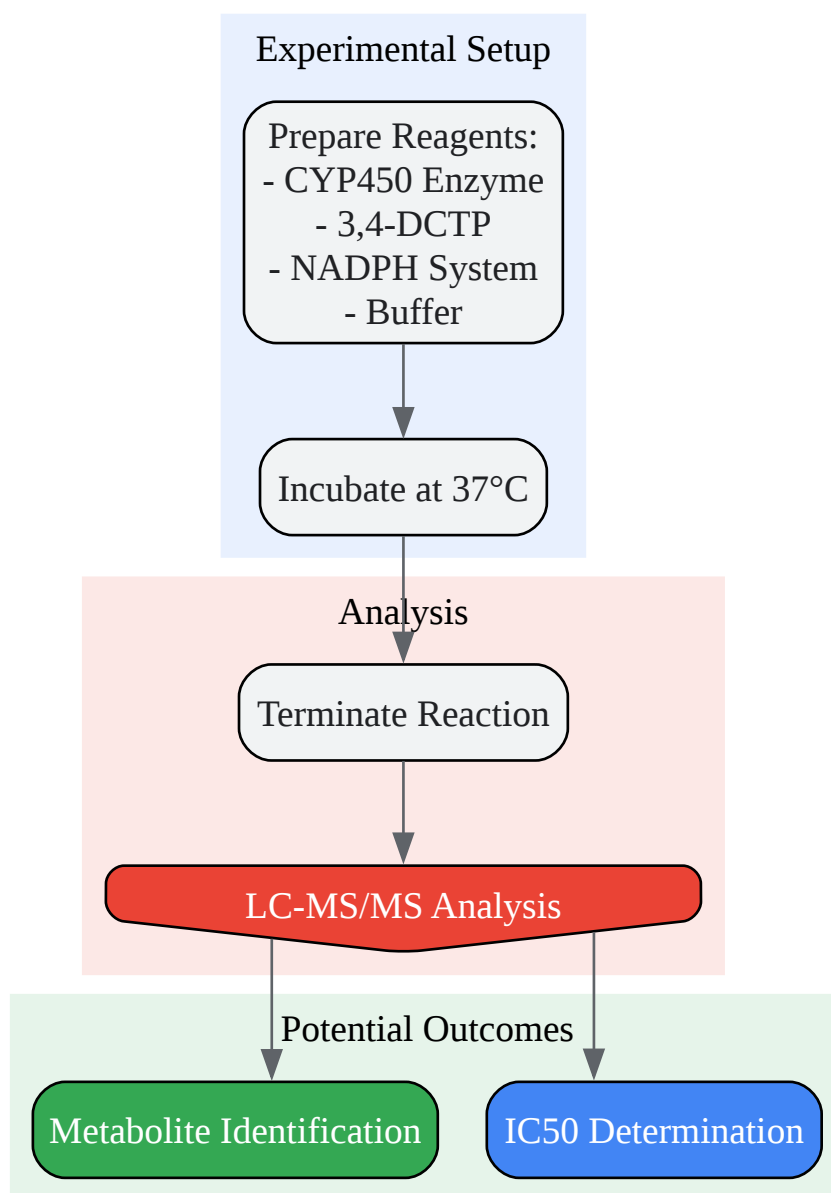 Experimental Setup
Prepare Reagents:
- CYP450 Enzyme
- 3,4-DCTP
- NADPH System
- Buffer
Incubate at 37°C
Analysis
Terminate Reaction
LC-MS/MS Analysis
Potential Outcomes
Metabolite Identification
IC50 Determination